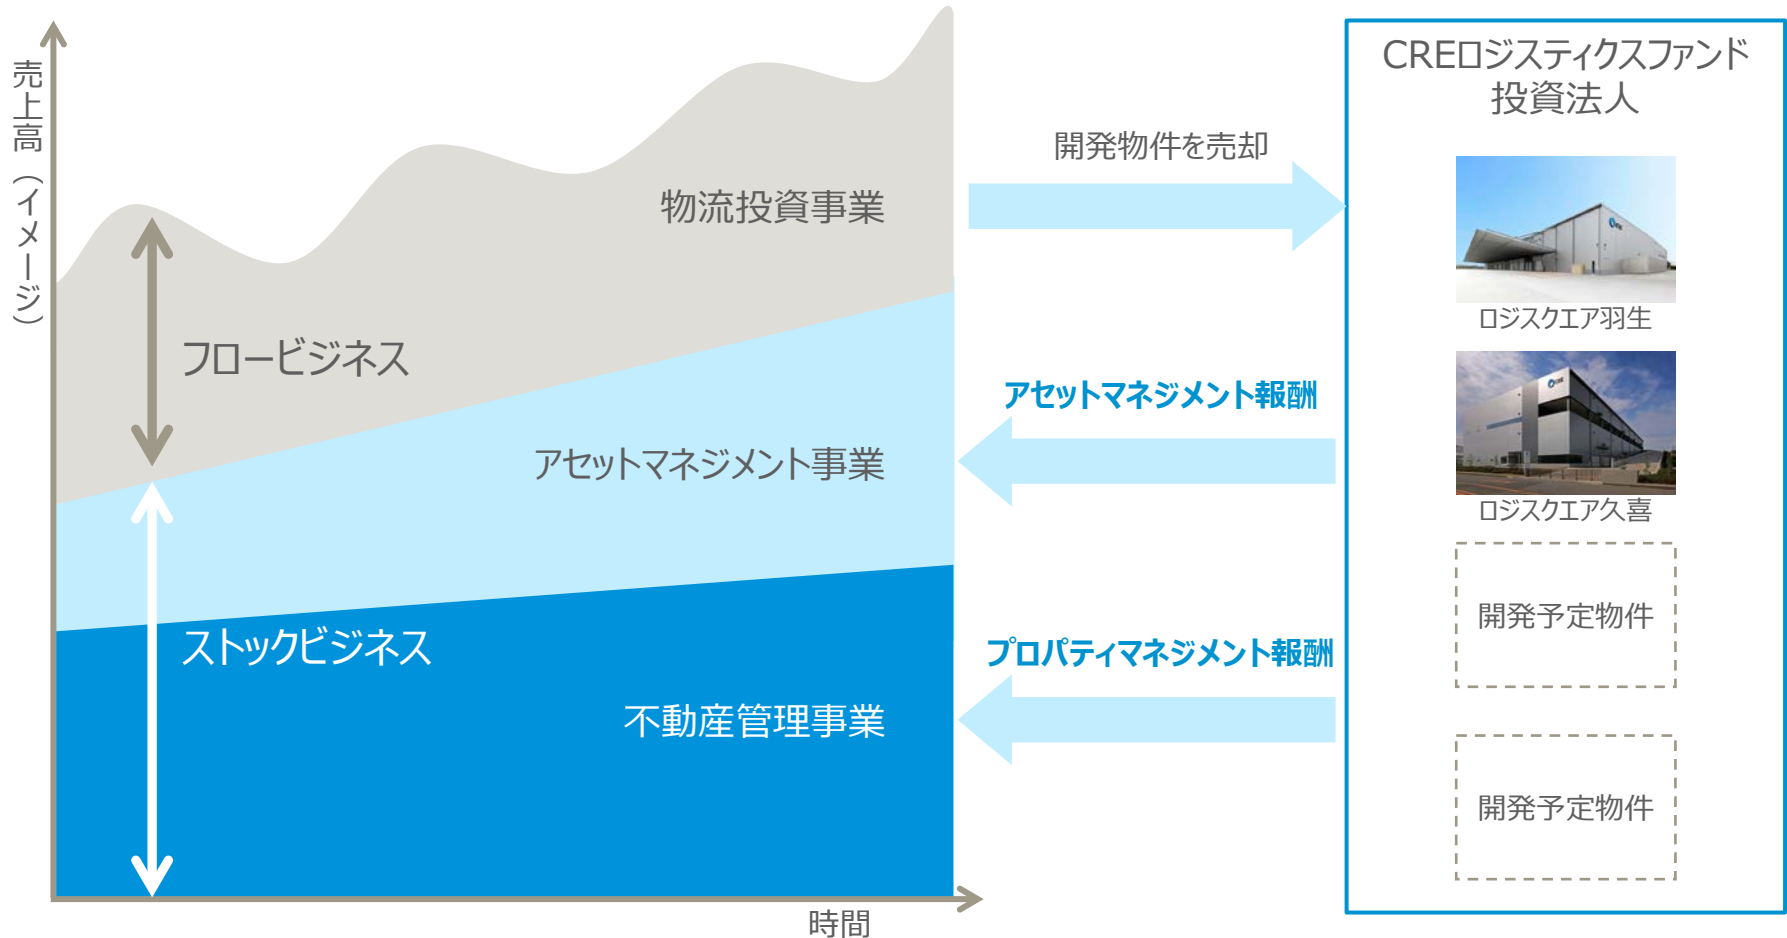 売上高（イメージ）
物流投資事業
フロービジネス
アセットマネジメント事業
ストックビジネス
不動産管理事業
時間
開発物件を売却
アセットマネジメント報酬
プロパティマネジメント報酬
CREロジスティクスファンド
投資法人
ロジスクエア羽生
ロジスクエア久喜
開発予定物件
開発予定物件